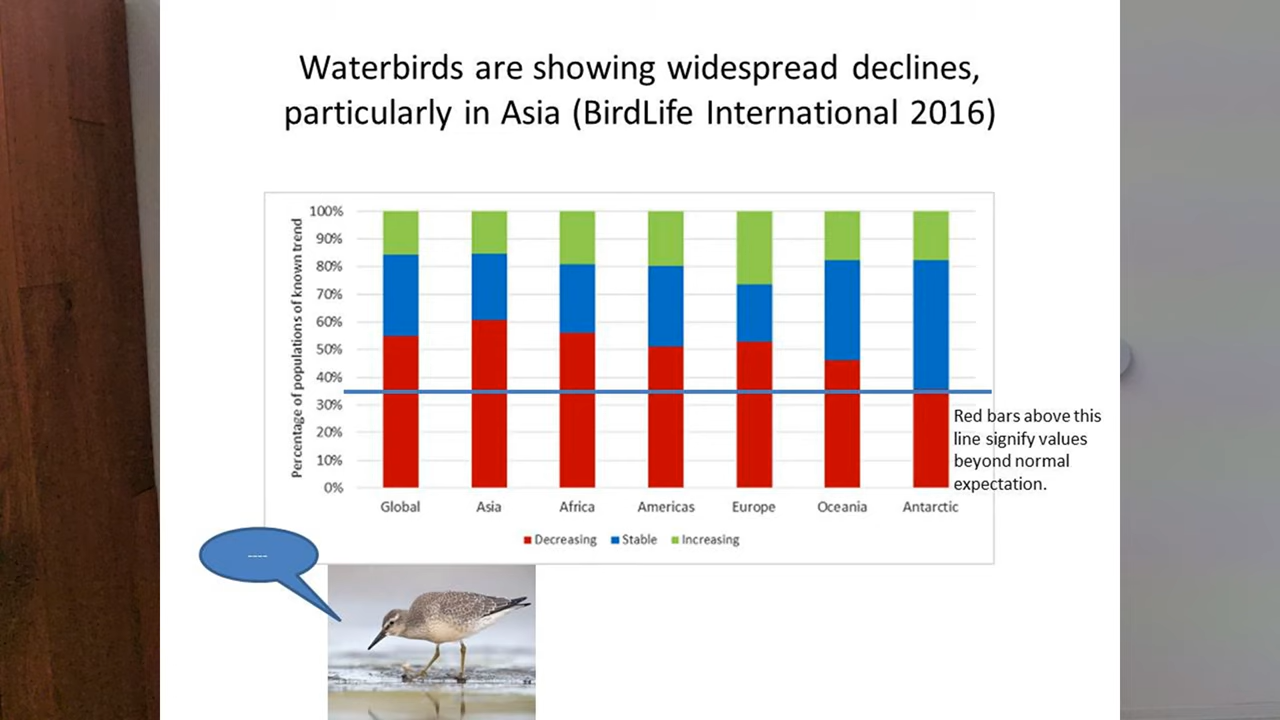 Waterbirds are showing widespread declines,
particularly in Asia (BirdLife International 2016)
Percentage of populations of known trend
100%
90%
80%
70%
60%
50%
40%
30%
20%
10%
0%
Global Asia Africa Americas Europe Oceania Antarctic
Decreasing Stable Increasing
Red bars above this
line signify values
beyond normal
expectation.
----